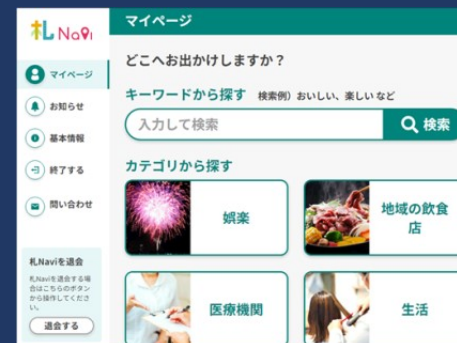 札Navi
マイページ
お知らせ
基本情報
終了する
問い合わせ
札Naviを退会
札Naviを退会する場
合はこちらのボタン
から操作してくださ
い。
退会する
マイページ
どこへお出かけしますか？
キーワードから探す 検索例）おいしい、楽しいなど
入力して検索
検索
カテゴリから探す
娯楽
地域の飲食
店
医療機関
生活